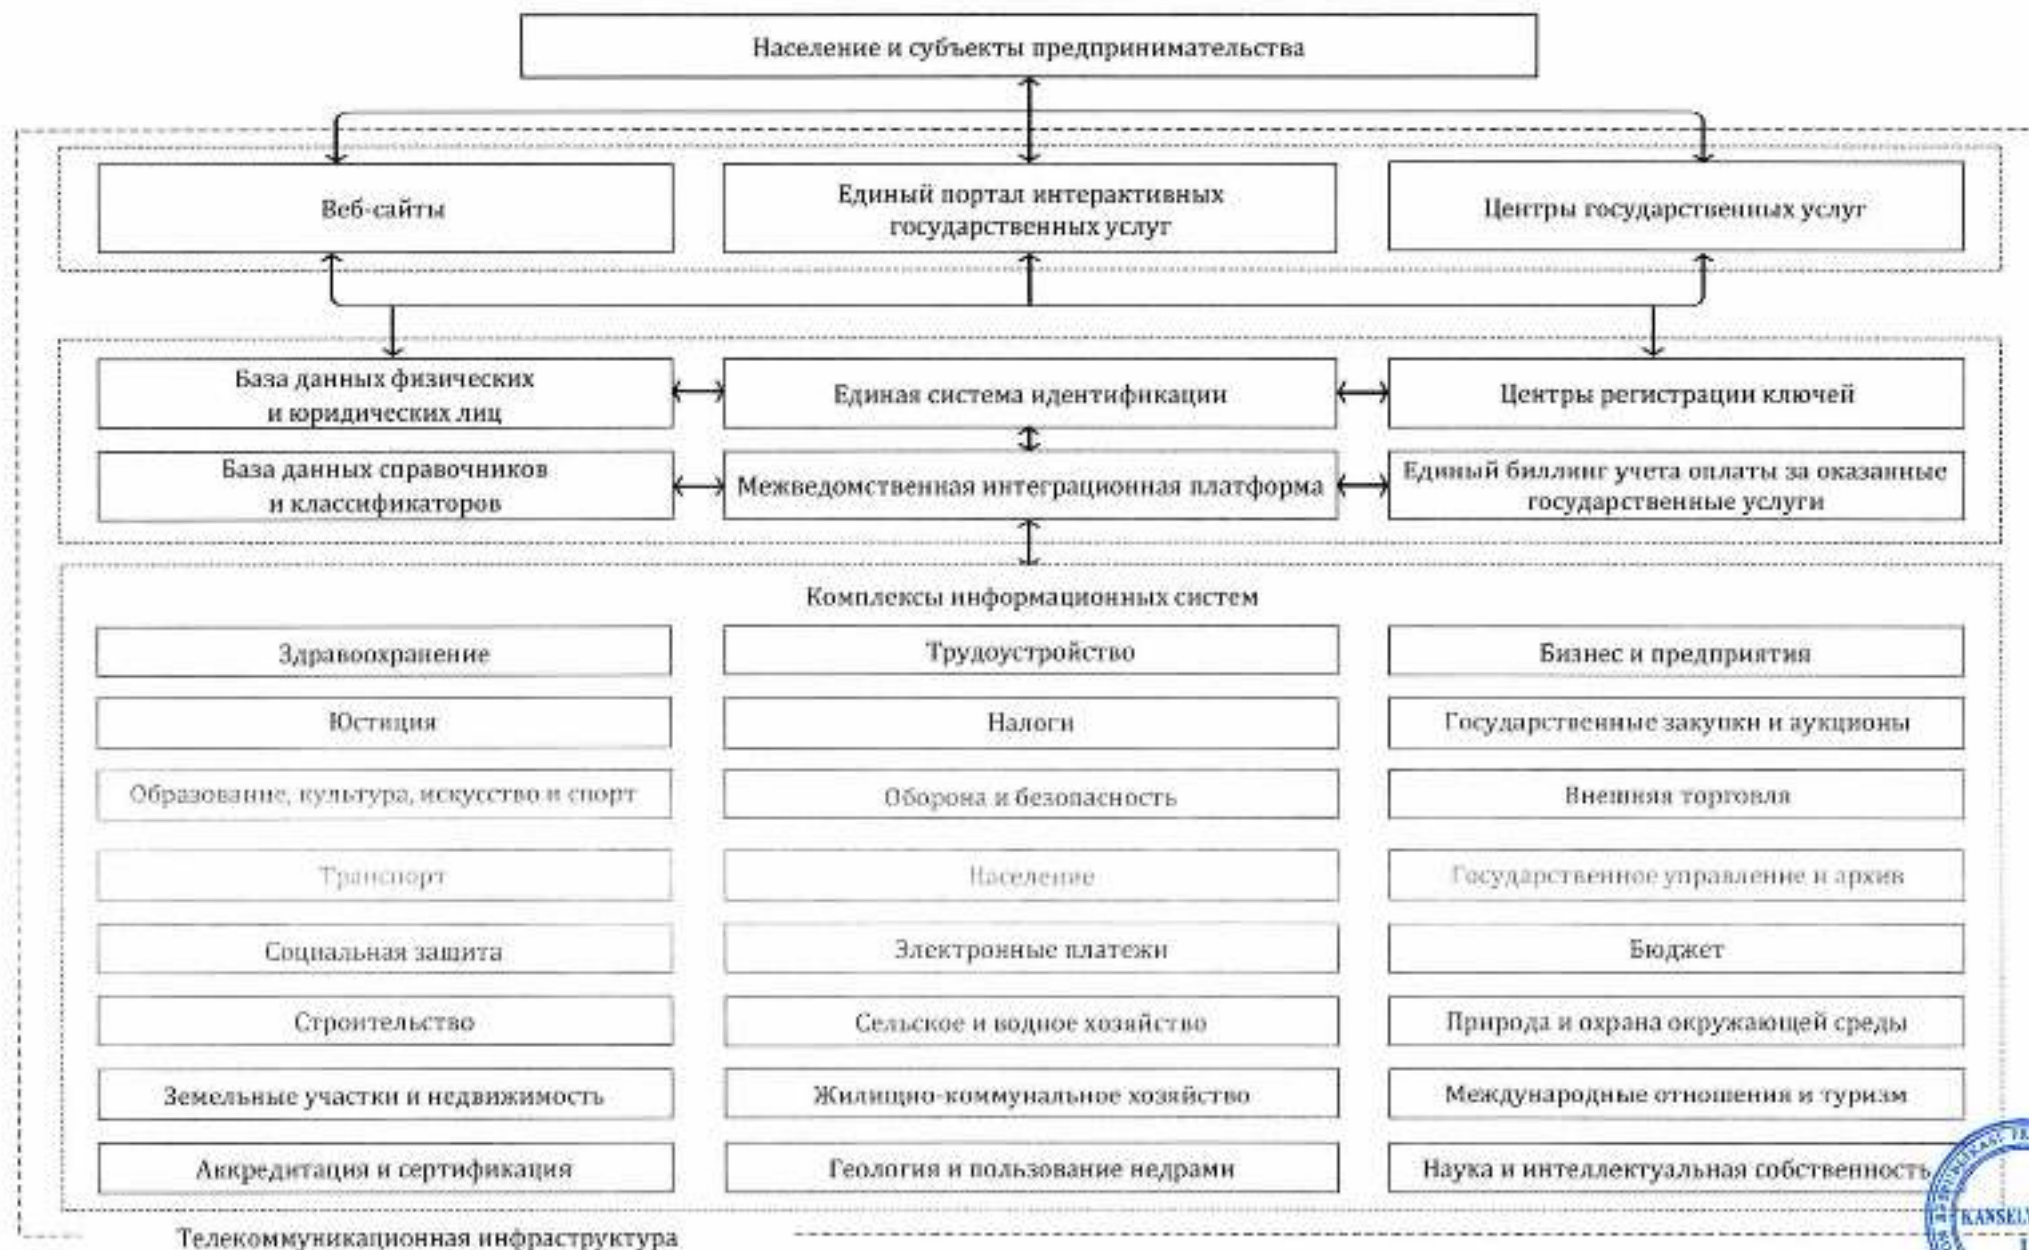 Население и субъекты предпринимательства
Веб-сайты
Единый портал интерактивных
государственных услуг
Центры государственных услуг
База данных физических
и юридических лиц
Единая система идентификации
Центры регистрации ключей
База данных справочников
и классификаторов
Межведомственная интеграционная платформа
Единый биллинг учета оплаты за оказанные
государственные услуги
Комплексы информационных систем
Здравоохранение
Трудоустройство
Бизнес и предприятия
Юстиция
Налоги
Государственные закупки и аукционы
Образование, культура, искусство и спорт
Оборона и безопасность
Внешняя торговля
Транспорт
Население
Государственное управление и архив
Социальная защита
Электронные платежи
Бюджет
Строительство
Сельское и водное хозяйство
Природа и охрана окружающей среды
Земельные участки и недвижимость
Жилищно-коммунальное хозяйство
Международные отношения и туризм
Аккредитация и сертификация
Геология и пользование недрами
Наука и интеллектуальная собственность
Телекоммуникационная инфраструктура